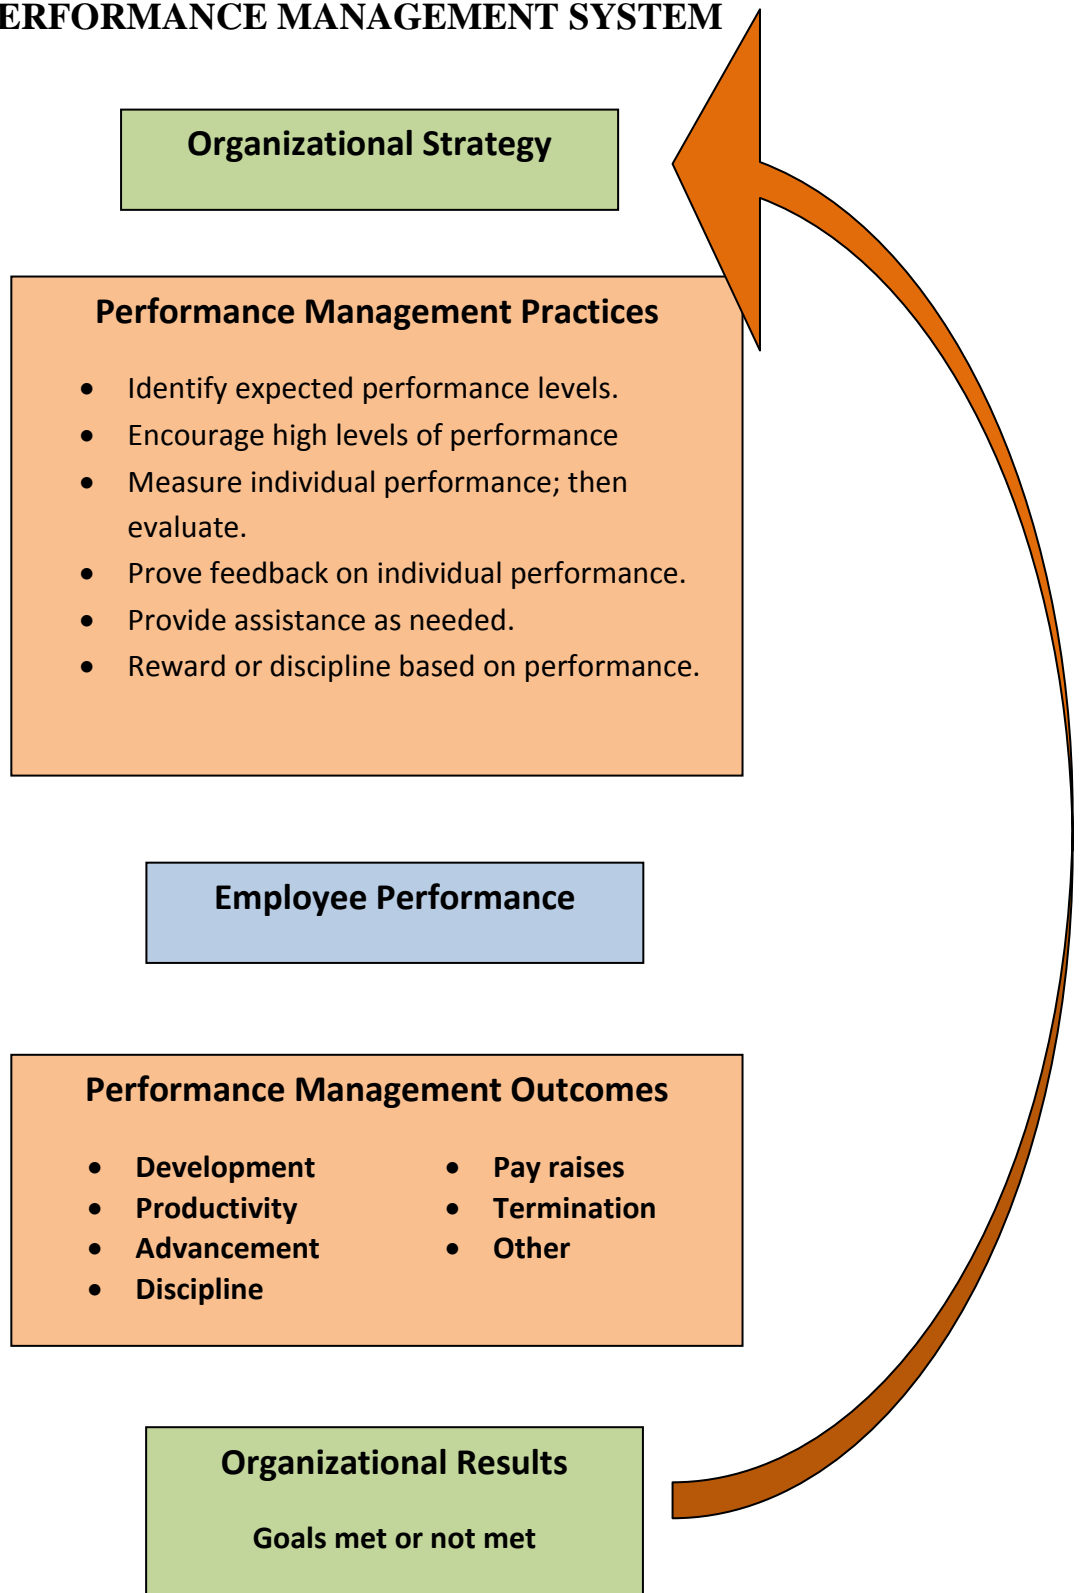 ERFORMANCE MANAGEMENT SYSTEM
Organizational Strategy
Performance Management Practices
• Identify expected performance levels.
• Encourage high levels of performance
• Measure individual performance; then
evaluate.
• Prove feedback on individual performance.
• Provide assistance as needed.
• Reward or discipline based on performance.
Employee Performance
Performance Management Outcomes
• Development
• Productivity
• Advancement
• Discipline
• Pay raises
• Termination
• Other
Organizational Results
Goals met or not met